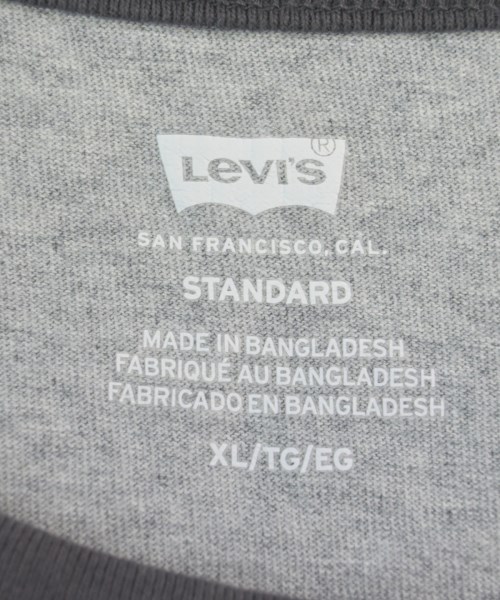 Levi's®
SAN FRANCISCO, CAL.
STANDARD
MADE IN BANGLADESH
FABRIQUÉ AU BANGLADESH
FABRICADO EN BANGLADESH
XL/TG/EG